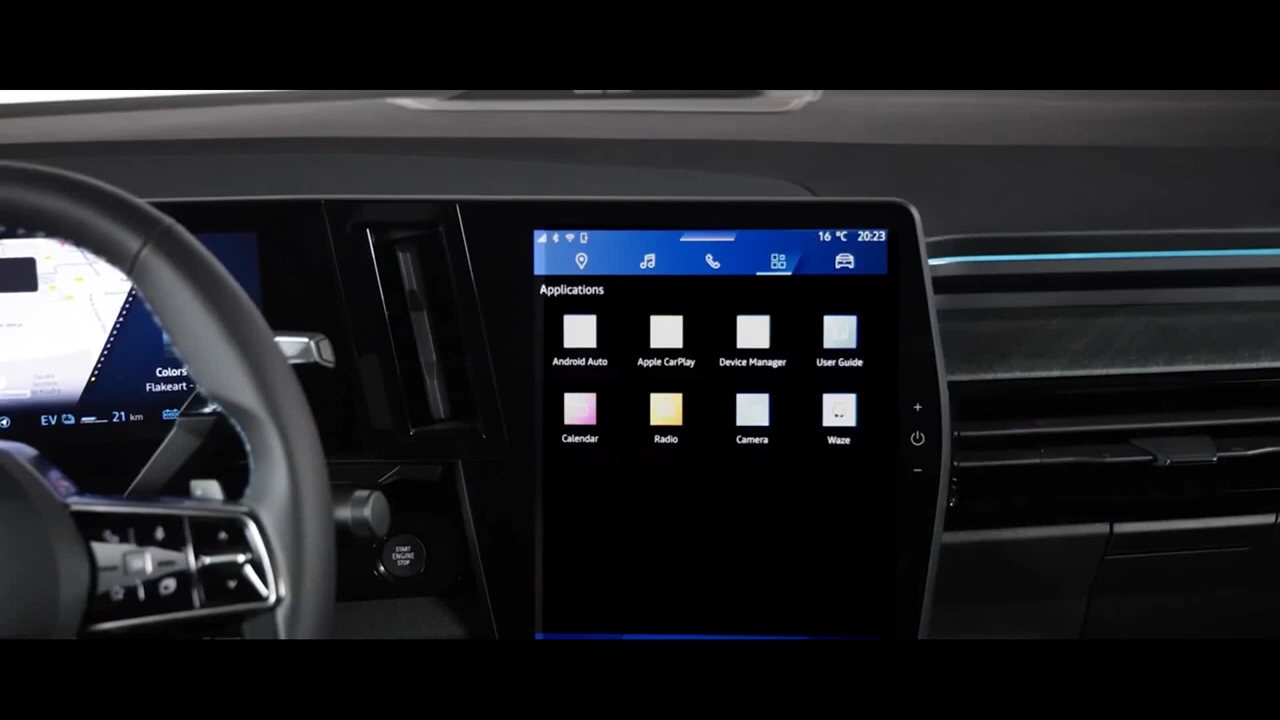 16 °C 20:23
Applications
Android Auto
Apple CarPlay
Device Manager
User Guide
Calendar
Radio
Camera
Waze
Colors
Flakeart -
EV
21 km
START
ENGINE
STOP